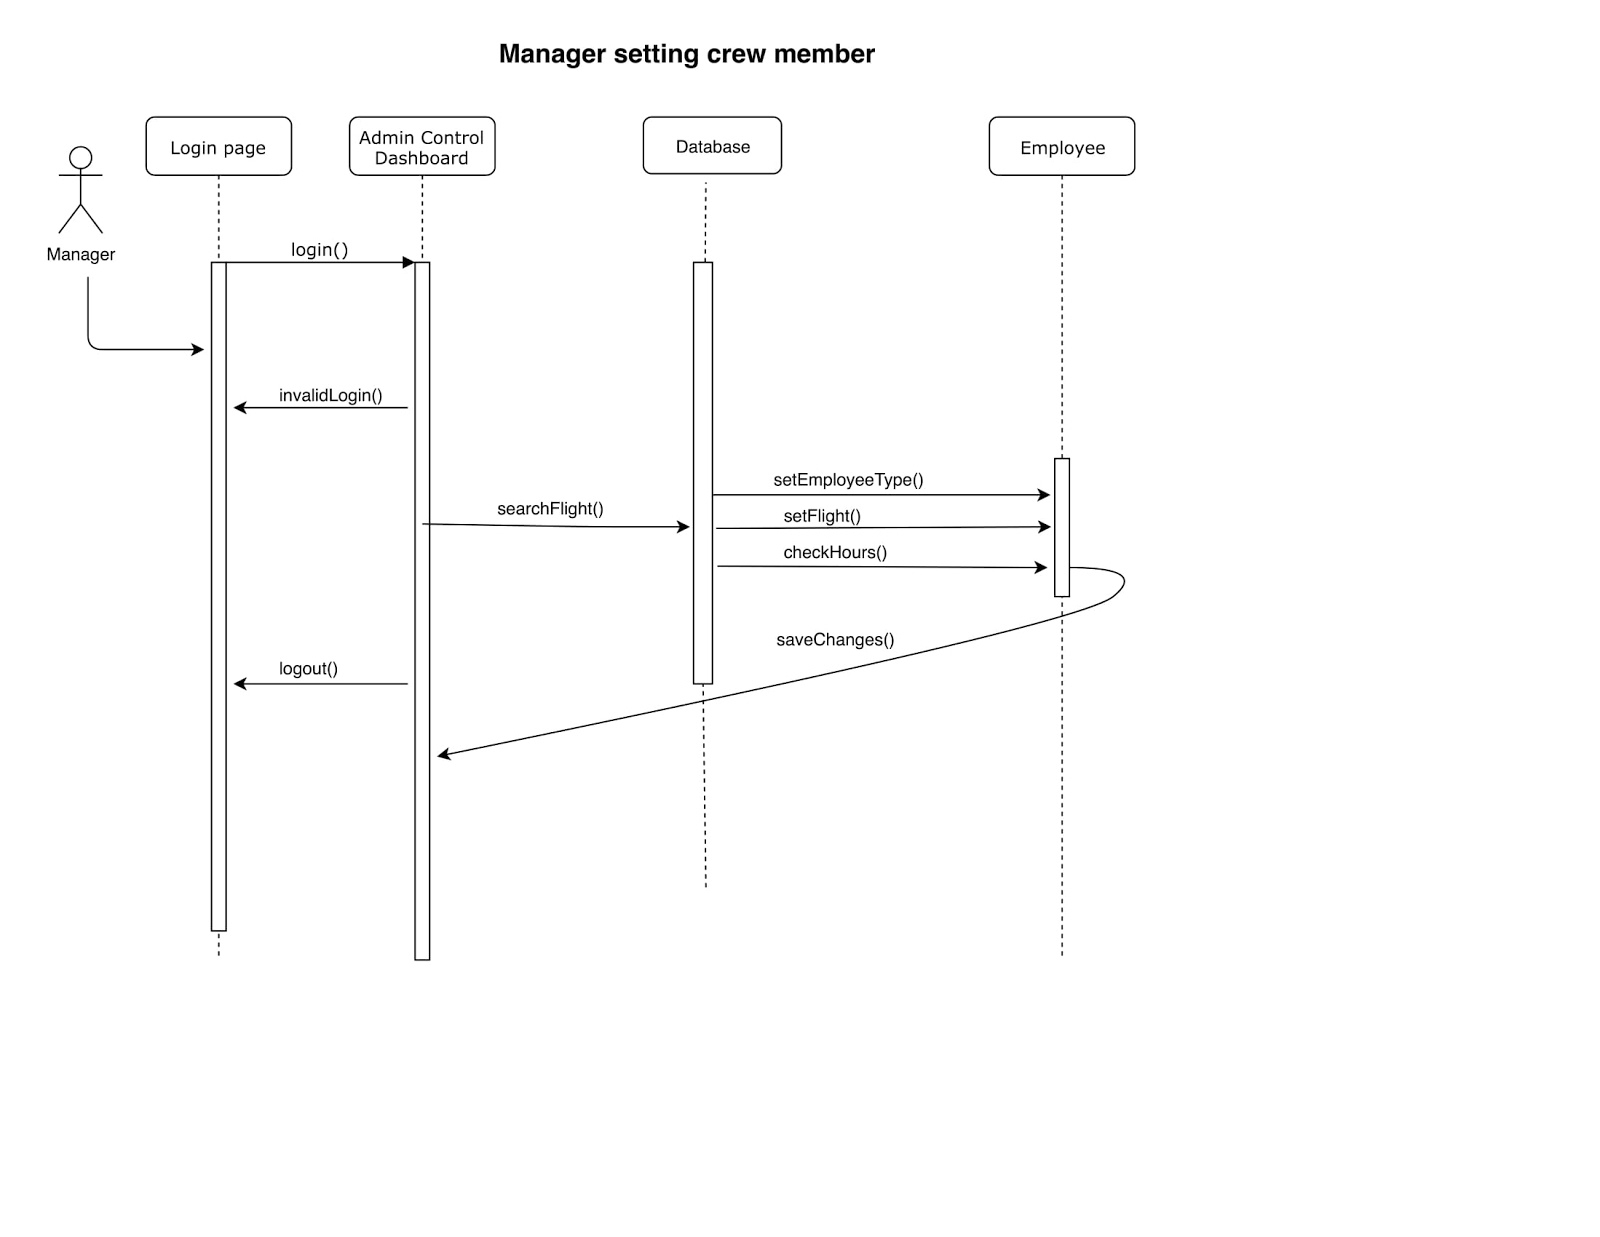 Manager setting crew member
Login page
Admin Control
Dashboard
Database
Employee
Manager
login()
invalidLogin()
setEmployeeType()
searchFlight()
setFlight()
checkHours()
saveChanges()
logout()